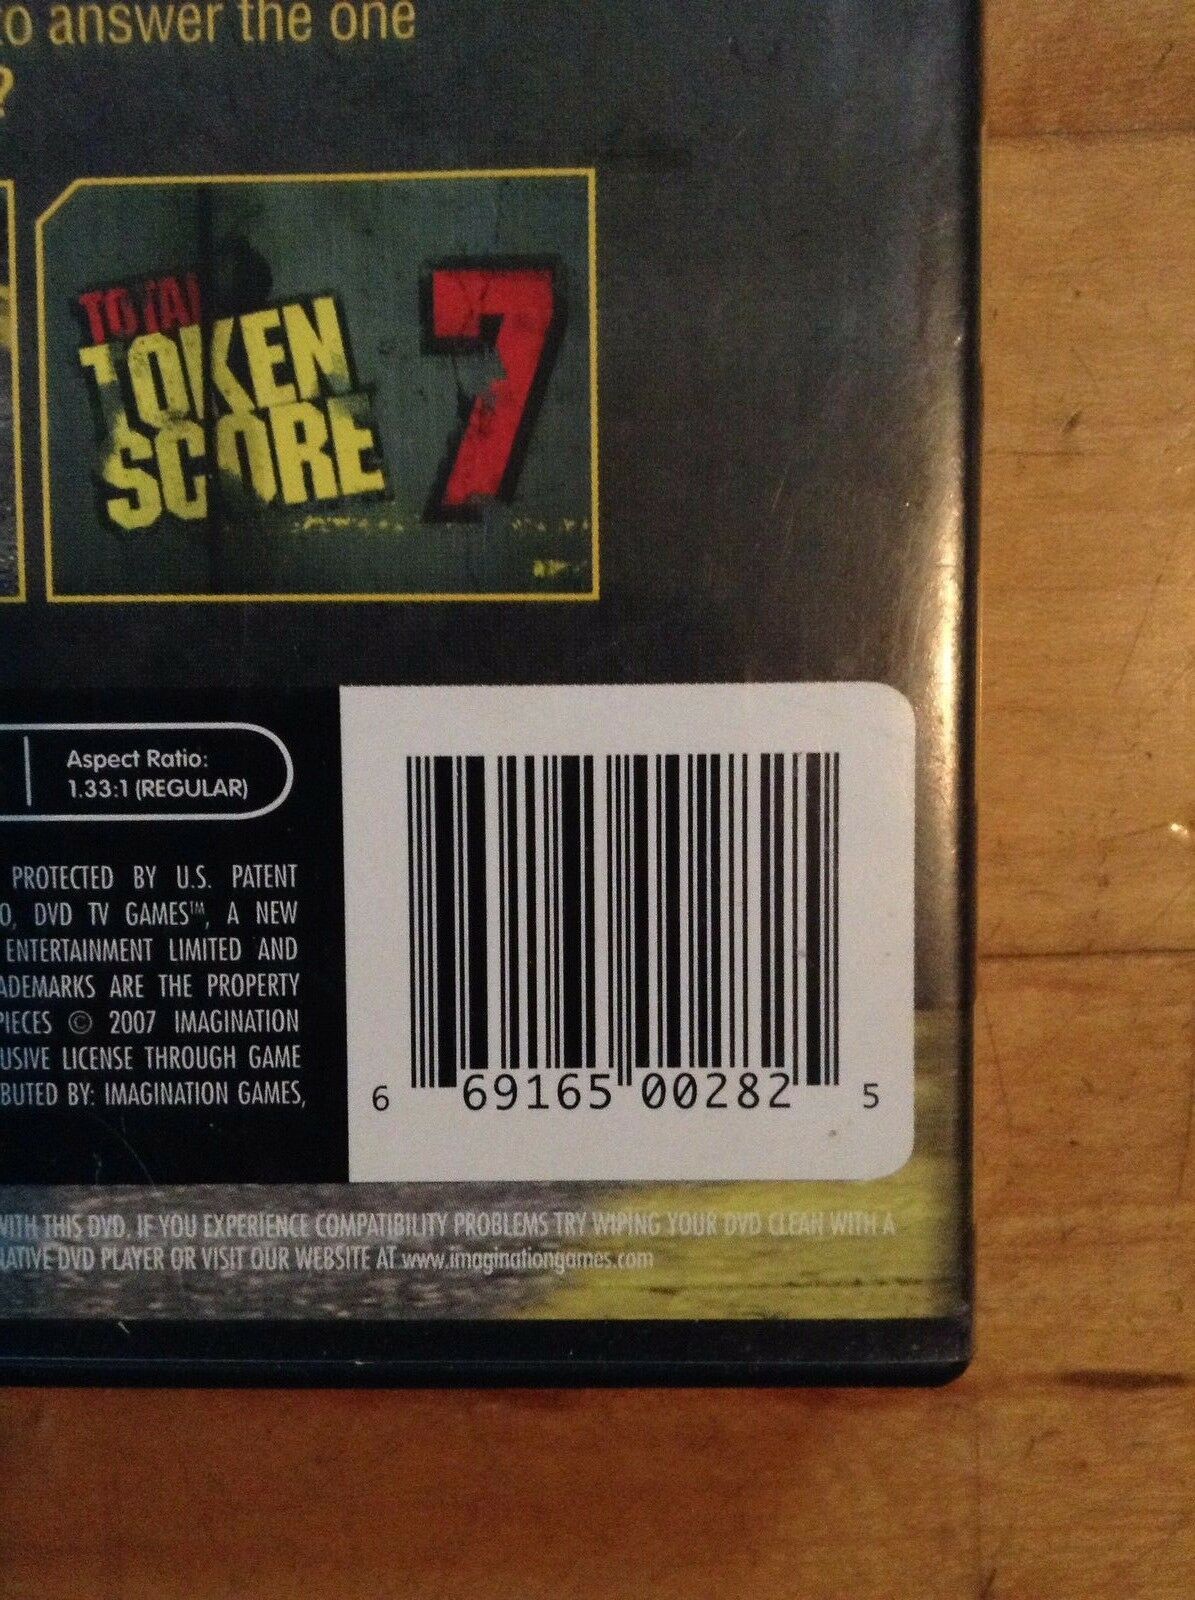 to answer the one
?
TOTAL
TOKEN
SCORE
7
Aspect Ratio:
1.33:1 (REGULAR)
PROTECTED BY U.S. PATENT
O, DVD TV GAMES™, A NEW
ENTERTAINMENT LIMITED AND
ADEMARKS ARE THE PROPERTY
PIECES © 2007 IMAGINATION
USIVE LICENSE THROUGH GAME
BUTED BY: IMAGINATION GAMES,
6 69165 00282 5
WITH THIS DVD. IF YOU EXPERIENCE COMPATIBILITY PROBLEMS TRY WIPING YOUR DVD CLEAN WITH A
NATIVE DVD PLAYER OR VISIT OUR WEBSITE AT www.imaginationgames.com